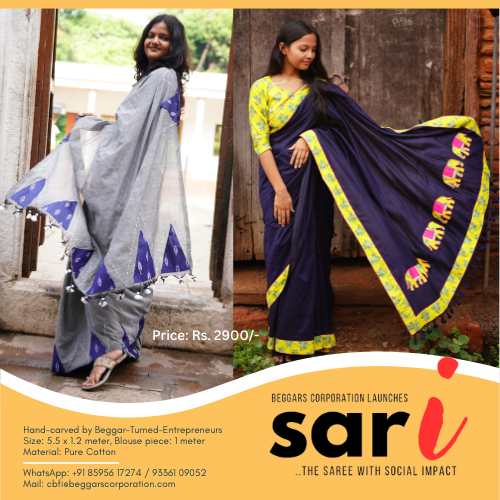 Price: Rs. 2900/-
BEGGARS CORPORATION LAUNCHES
sari
..THE SAREE WITH SOCIAL IMPACT
Hand-carved by Beggar-Turned-Entrepreneurs
Size: 5.5 x 1.2 meter, Blouse piece: 1 meter
Material: Pure Cotton
WhatsApp: +91 85956 17274 / 93361 09052
Mail: cbfi@beggarscorporation.com